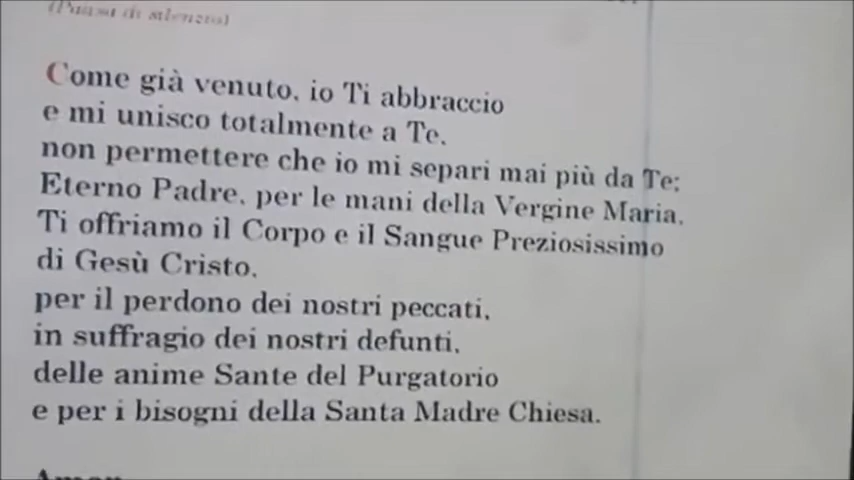 (Pausa di silenzio)
Come già venuto, io Ti abbraccio
e mi unisco totalmente a Te,
non permettere che io mi separi mai più da Te;
Eterno Padre, per le mani della Vergine Maria,
Ti offriamo il Corpo e il Sangue Preziosissimo
di Gesù Cristo,
per il perdono dei nostri peccati,
in suffragio dei nostri defunti,
delle anime Sante del Purgatorio
e per i bisogni della Santa Madre Chiesa.
Amen